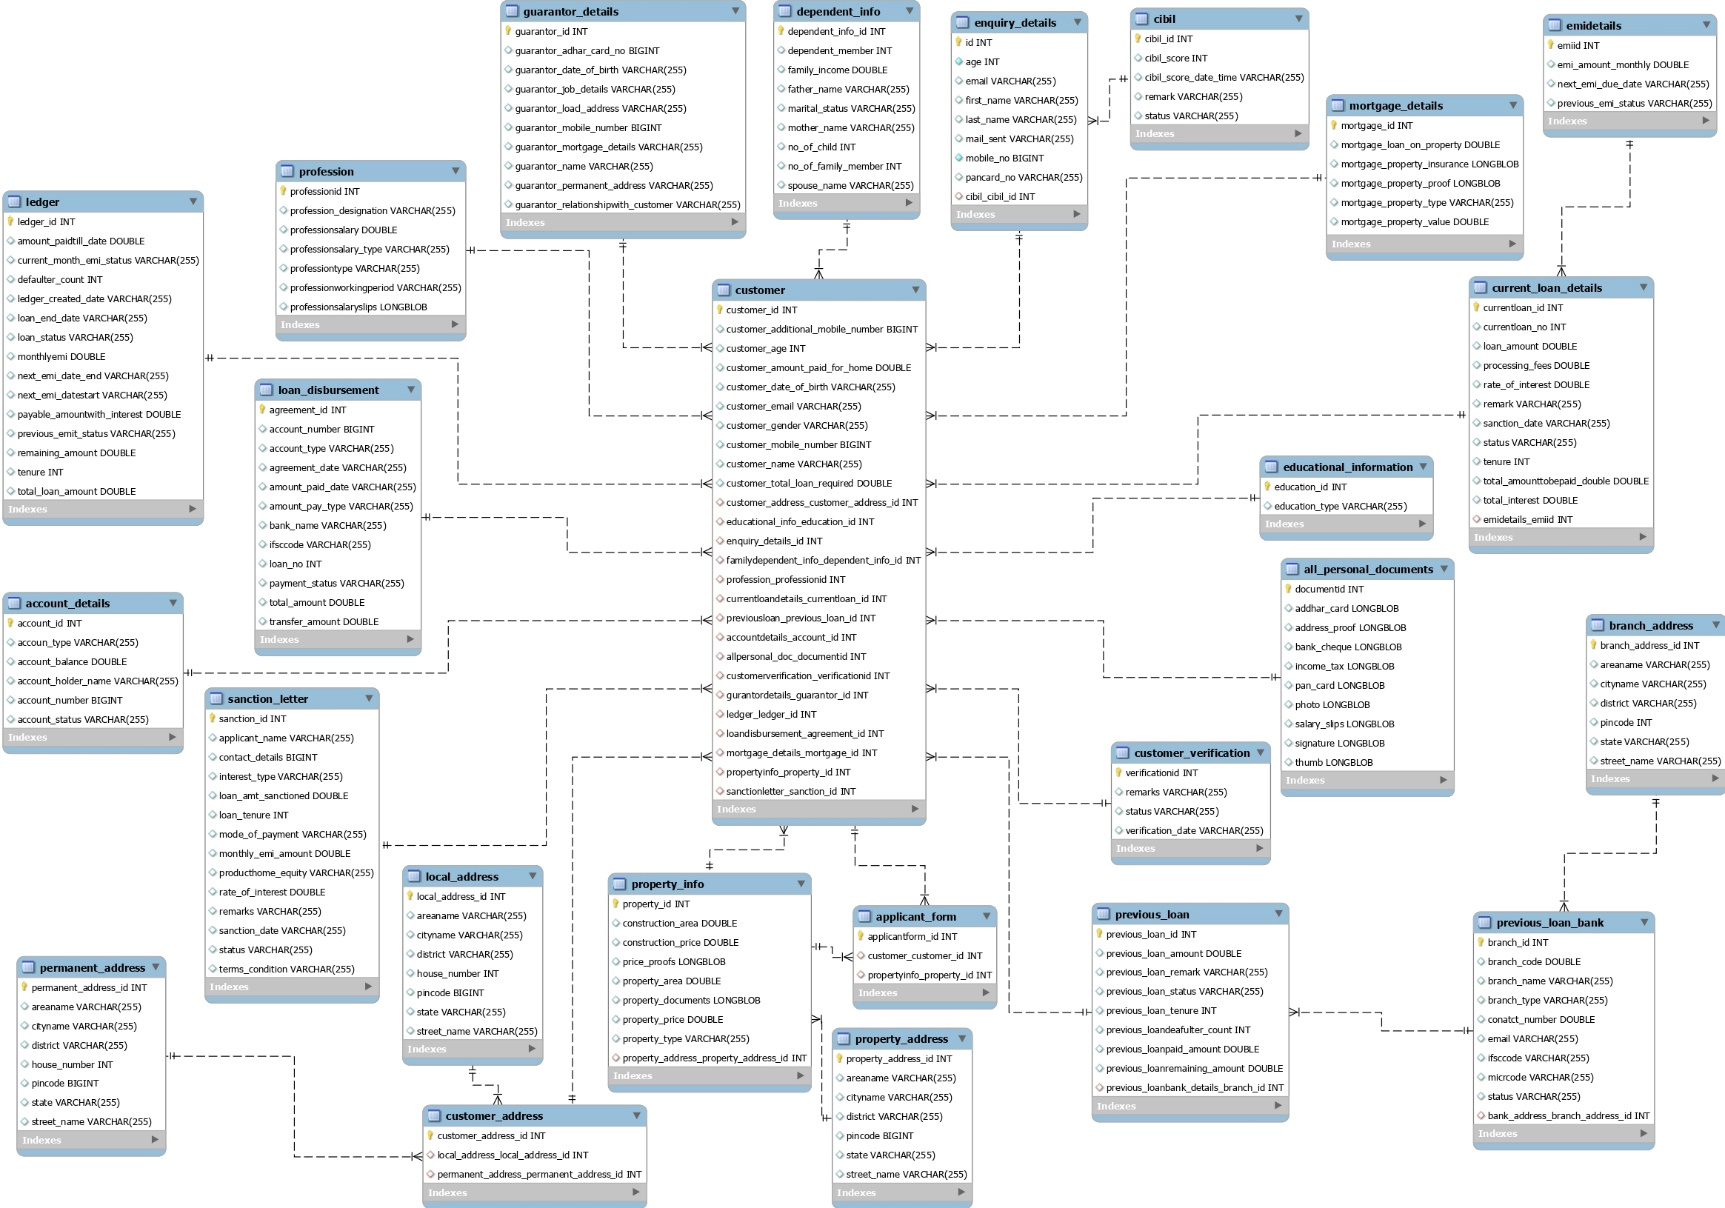 guarantor_details
guarantor_id INT
guarantor_adhar_card_no BIGINT
guarantor_date_of_birth VARCHAR(255)
guarantor_job_details VARCHAR(255)
guarantor_load_address VARCHAR(255)
guarantor_mobile_number BIGINT
guarantor_mortgage_details VARCHAR(255)
guarantor_name VARCHAR(255)
guarantor_permanent_address VARCHAR(255)
guarantor_relationshipwith_customer VARCHAR(255)
Indexes
dependent_info
dependent_info_id INT
dependent_member INT
family_income DOUBLE
father_name VARCHAR(255)
marital_status VARCHAR(255)
mother_name VARCHAR(255)
no_of_child INT
no_of_family_member INT
spouse_name VARCHAR(255)
Indexes
enquiry_details
id INT
age INT
email VARCHAR(255)
first_name VARCHAR(255)
last_name VARCHAR(255)
mail_sent VARCHAR(255)
mobile_no BIGINT
pancard_no VARCHAR(255)
cibil_cibil_id INT
Indexes
cibil
cibil_id INT
cibil_score INT
cibil_score_date_time VARCHAR(255)
remark VARCHAR(255)
status VARCHAR(255)
Indexes
emidetails
emiid INT
emi_amount_monthly DOUBLE
next_emi_due_date VARCHAR(255)
previous_emi_status VARCHAR(255)
Indexes
mortgage_details
mortgage_id INT
mortgage_loan_on_property DOUBLE
mortgage_property_insurance LONGBLOB
mortgage_property_proof LONGBLOB
mortgage_property_type VARCHAR(255)
mortgage_property_value DOUBLE
Indexes
profession
professionid INT
profession_designation VARCHAR(255)
professionsalary DOUBLE
professionsalary_type VARCHAR(255)
professiontype VARCHAR(255)
professionworkingperiod VARCHAR(255)
professionsalaryslips LONGBLOB
Indexes
ledger
ledger_id INT
amount_paidtill_date DOUBLE
current_month_emi_status VARCHAR(255)
defaulter_count INT
ledger_created_date VARCHAR(255)
loan_end_date VARCHAR(255)
loan_status VARCHAR(255)
monthlyemi DOUBLE
next_emi_date_end VARCHAR(255)
next_emi_datestart VARCHAR(255)
payable_amountwith_interest DOUBLE
previous_emit_status VARCHAR(255)
remaining_amount DOUBLE
tenure INT
total_loan_amount DOUBLE
Indexes
customer
customer_id INT
customer_additional_mobile_number BIGINT
customer_age INT
customer_amount_paid_for_home DOUBLE
customer_date_of_birth VARCHAR(255)
customer_email VARCHAR(255)
customer_gender VARCHAR(255)
customer_mobile_number BIGINT
customer_name VARCHAR(255)
customer_total_loan_required DOUBLE
customer_address_customer_address_id INT
educational_info_education_id INT
enquiry_details_id INT
familydependent_info_dependent_info_id INT
profession_professionid INT
currentloandetails_currentloan_id INT
previousloan_previous_loan_id INT
accountdetails_account_id INT
allpersonal_doc_documentid INT
customerverification_verificationid INT
gurantordetails_guarantor_id INT
ledger_ledger_id INT
loandisbursement_agreement_id INT
mortgage_details_mortgage_id INT
propertyinfo_property_id INT
sanctionletter_sanction_id INT
Indexes
current_loan_details
currentloan_id INT
currentloan_no INT
loan_amount DOUBLE
processing_fees DOUBLE
rate_of_interest DOUBLE
remark VARCHAR(255)
sanction_date VARCHAR(255)
status VARCHAR(255)
tenure INT
total_amounttobepaid_double DOUBLE
total_interest DOUBLE
emidetails_emiid INT
Indexes
loan_disbursement
agreement_id INT
account_number BIGINT
account_type VARCHAR(255)
agreement_date VARCHAR(255)
amount_paid_date VARCHAR(255)
amount_pay_type VARCHAR(255)
bank_name VARCHAR(255)
ifsccode VARCHAR(255)
loan_no INT
payment_status VARCHAR(255)
total_amount DOUBLE
transfer_amount DOUBLE
Indexes
educational_information
education_id INT
education_type VARCHAR(255)
Indexes
all_personal_documents
documentid INT
addhar_card LONGBLOB
address_proof LONGBLOB
bank_cheque LONGBLOB
income_tax LONGBLOB
pan_card LONGBLOB
photo LONGBLOB
salary_slips LONGBLOB
signature LONGBLOB
thumb LONGBLOB
Indexes
account_details
account_id INT
accoun_type VARCHAR(255)
account_balance DOUBLE
account_holder_name VARCHAR(255)
account_number BIGINT
account_status VARCHAR(255)
Indexes
branch_address
branch_address_id INT
areaname VARCHAR(255)
cityname VARCHAR(255)
district VARCHAR(255)
pincode INT
state VARCHAR(255)
street_name VARCHAR(255)
Indexes
sanction_letter
sanction_id INT
applicant_name VARCHAR(255)
contact_details BIGINT
interest_type VARCHAR(255)
loan_amt_sanctioned DOUBLE
loan_tenure INT
mode_of_payment VARCHAR(255)
monthly_emi_amount DOUBLE
producthome_equity VARCHAR(255)
rate_of_interest DOUBLE
remarks VARCHAR(255)
sanction_date VARCHAR(255)
status VARCHAR(255)
terms_condition VARCHAR(255)
Indexes
customer_verification
verificationid INT
remarks VARCHAR(255)
status VARCHAR(255)
verification_date VARCHAR(255)
Indexes
local_address
local_address_id INT
areaname VARCHAR(255)
cityname VARCHAR(255)
district VARCHAR(255)
house_number INT
pincode BIGINT
state VARCHAR(255)
street_name VARCHAR(255)
Indexes
property_info
property_id INT
construction_area DOUBLE
construction_price DOUBLE
price_proofs LONGBLOB
property_area DOUBLE
property_documents LONGBLOB
property_price DOUBLE
property_type VARCHAR(255)
property_address_property_address_id INT
Indexes
applicant_form
applicantform_id INT
customer_customer_id INT
propertyinfo_property_id INT
Indexes
previous_loan
previous_loan_id INT
previous_loan_amount DOUBLE
previous_loan_remark VARCHAR(255)
previous_loan_status VARCHAR(255)
previous_loan_tenure INT
previous_loandeafulter_count INT
previous_loanpaid_amount DOUBLE
previous_loanremaining_amount DOUBLE
previous_loanbank_details_branch_id INT
Indexes
previous_loan_bank
branch_id INT
branch_code DOUBLE
branch_name VARCHAR(255)
branch_type VARCHAR(255)
conatct_number DOUBLE
email VARCHAR(255)
ifsccode VARCHAR(255)
micrcode VARCHAR(255)
status VARCHAR(255)
bank_address_branch_address_id INT
Indexes
permanent_address
permanent_address_id INT
areaname VARCHAR(255)
cityname VARCHAR(255)
district VARCHAR(255)
house_number INT
pincode BIGINT
state VARCHAR(255)
street_name VARCHAR(255)
Indexes
property_address
property_address_id INT
areaname VARCHAR(255)
cityname VARCHAR(255)
district VARCHAR(255)
pincode BIGINT
state VARCHAR(255)
street_name VARCHAR(255)
Indexes
customer_address
customer_address_id INT
local_address_local_address_id INT
permanent_address_permanent_address_id INT
Indexes